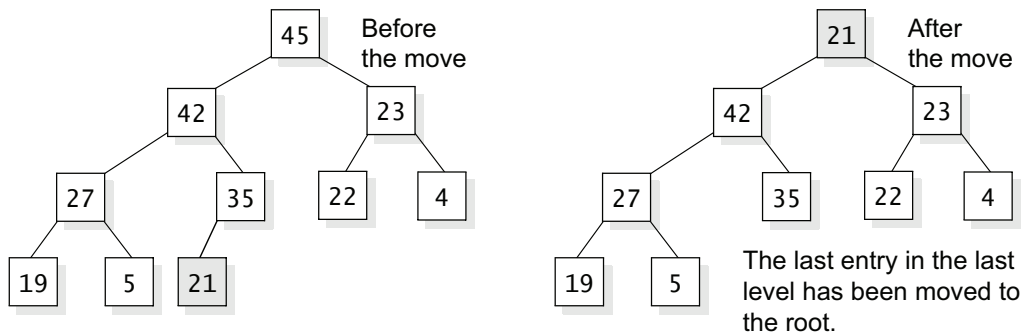 45
Before
the move
42
23
27
35
22
4
19
5
21
21
After
the move
42
23
27
35
22
4
19
5
The last entry in the last
level has been moved to
the root.